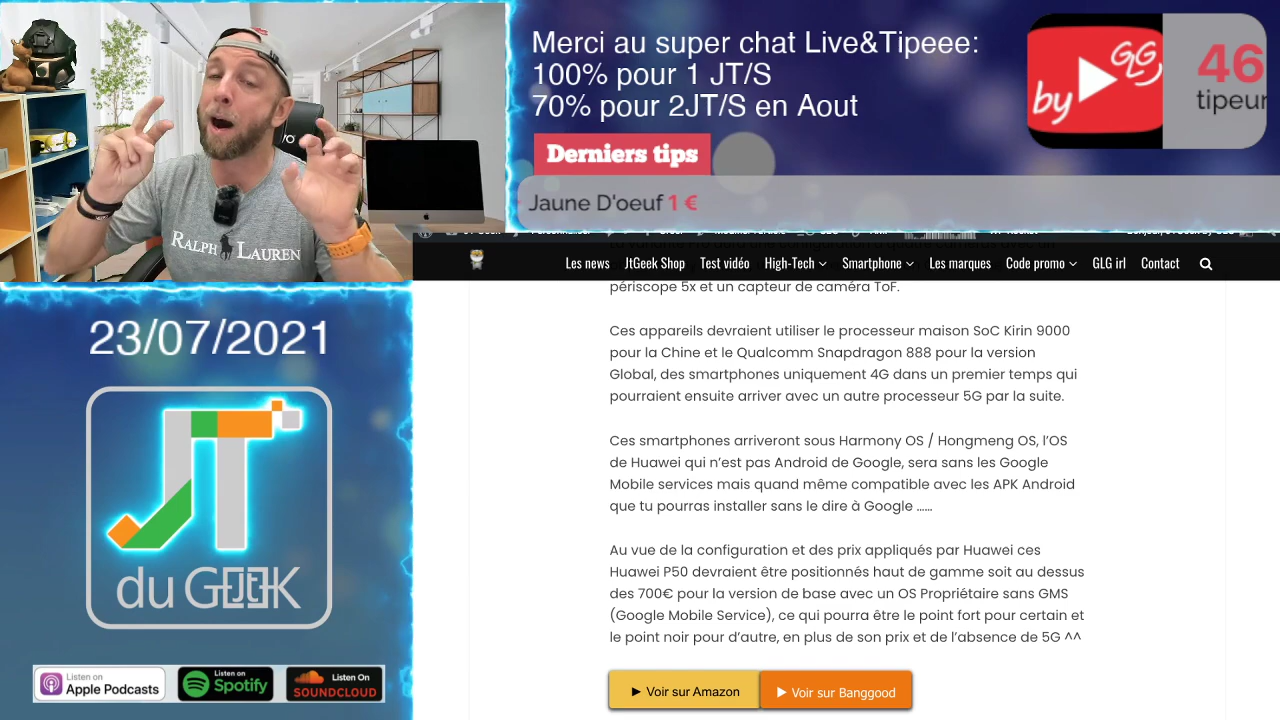 Merci au super chat Live&Tipeee:
100% pour 1 JT/S
70% pour 2JT/S en Aout
by GLG
46
tipeur
Derniers tips
Jaune D'oeuf 1 €
RALPH LAUREN
Les news JtGeek Shop Test vidéo High-Tech Smartphone Les marques Code promo GLG irl Contact
périscope 5x et un capteur de caméra ToF.
Ces appareils devraient utiliser le processeur maison SoC Kirin 9000
pour la Chine et le Qualcomm Snapdragon 888 pour la version
Global, des smartphones uniquement 4G dans un premier temps qui
pourraient ensuite arriver avec un autre processeur 5G par la suite.
Ces smartphones arriveront sous Harmony OS / Hongmeng OS, l’OS
de Huawei qui n’est pas Android de Google, sera sans les Google
Mobile services mais quand même compatible avec les APK Android
que tu pourras installer sans le dire à Google ……
Au vue de la configuration et des prix appliqués par Huawei ces
Huawei P50 devraient être positionnés haut de gamme soit au dessus
des 700€ pour la version de base avec un OS Propriétaire sans GMS
(Google Mobile Service), ce qui pourra être le point fort pour certain et
le point noir pour d’autre, en plus de son prix et de l’absence de 5G ^^
► Voir sur Amazon ► Voir sur Banggood
23/07/2021
JT
du GEEK
JT
Listen on
Apple Podcasts
Listen on
Spotify
Listen On
SOUNDCLOUD